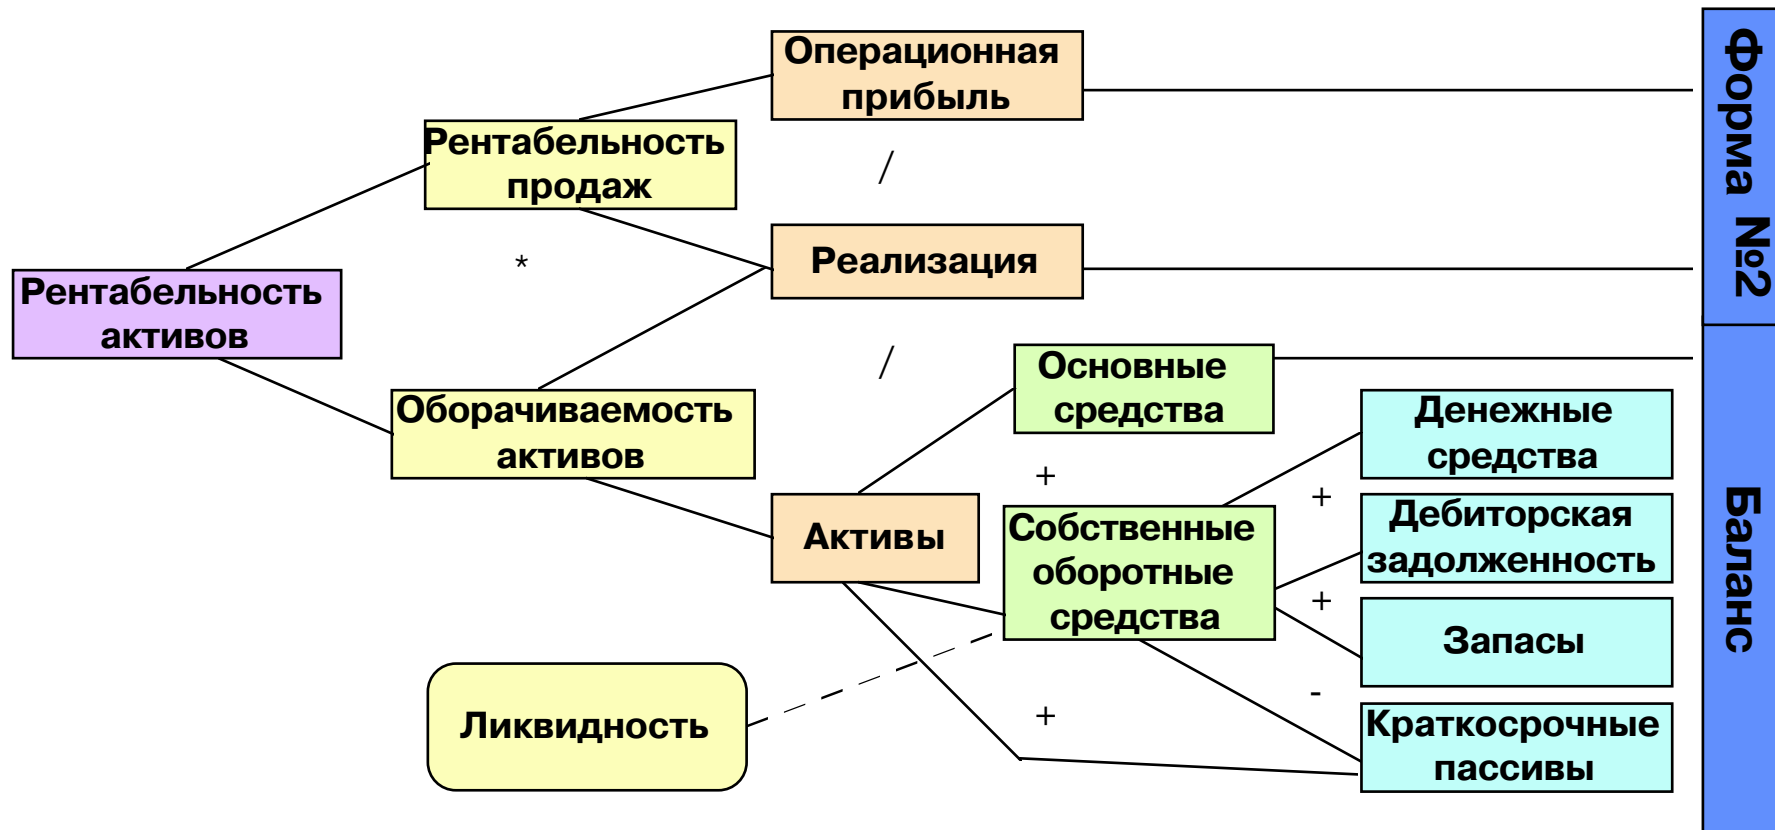 Операционная
прибыль
Форма №2
Рентабельность
продаж
/
*
Реализация
Рентабельность
активов
/
Основные
средства
Оборачиваемость
активов
Денежные
средства
+
+
Активы
Собственные
оборотные
средства
Дебиторская
задолженность
Баланс
+
Запасы
-
Ликвидность
+
Краткосрочные
пассивы